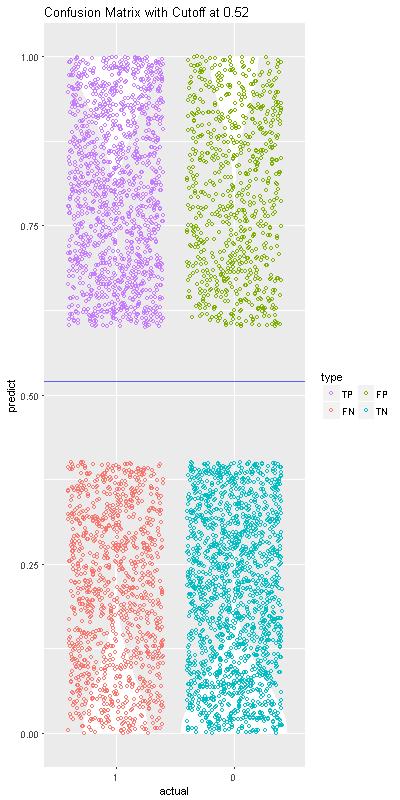 Confusion Matrix with Cutoff at 0.52
1.00
0.75
0.50
0.25
0.00
predict
1 0
actual
type
TP FP
FN TN